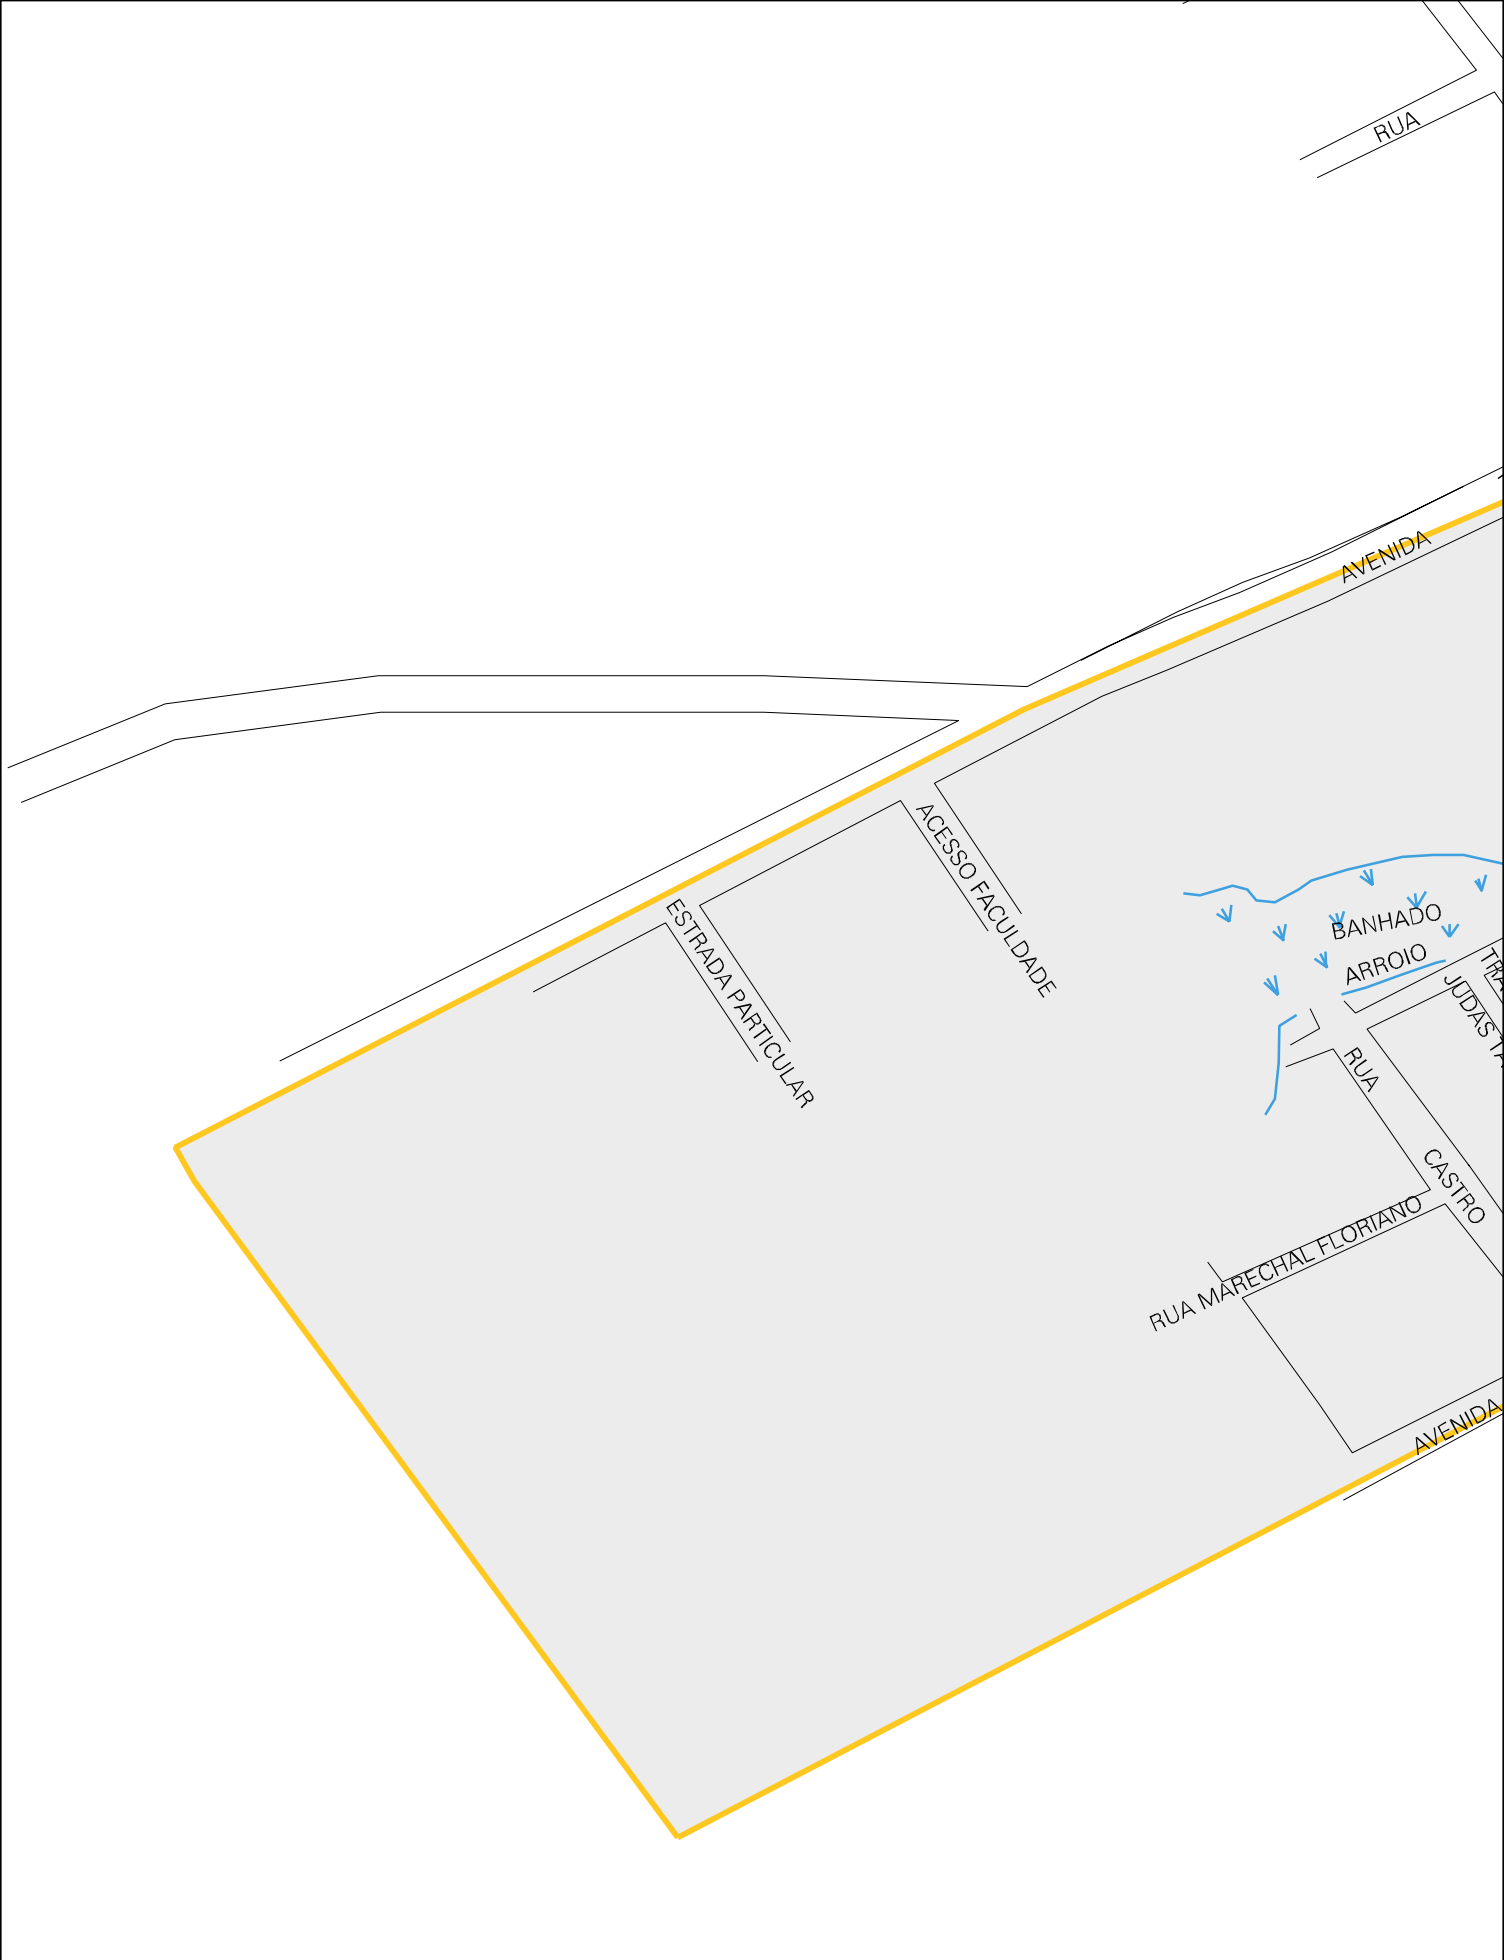 RUA
AVENIDA
ACESSO FACULDADE
ESTRADA PARTICULAR
BANHADO
ARROIO
JUDAS
RUA
CASTRO
RUA MARECHAL FLORIANO
AVENIDA